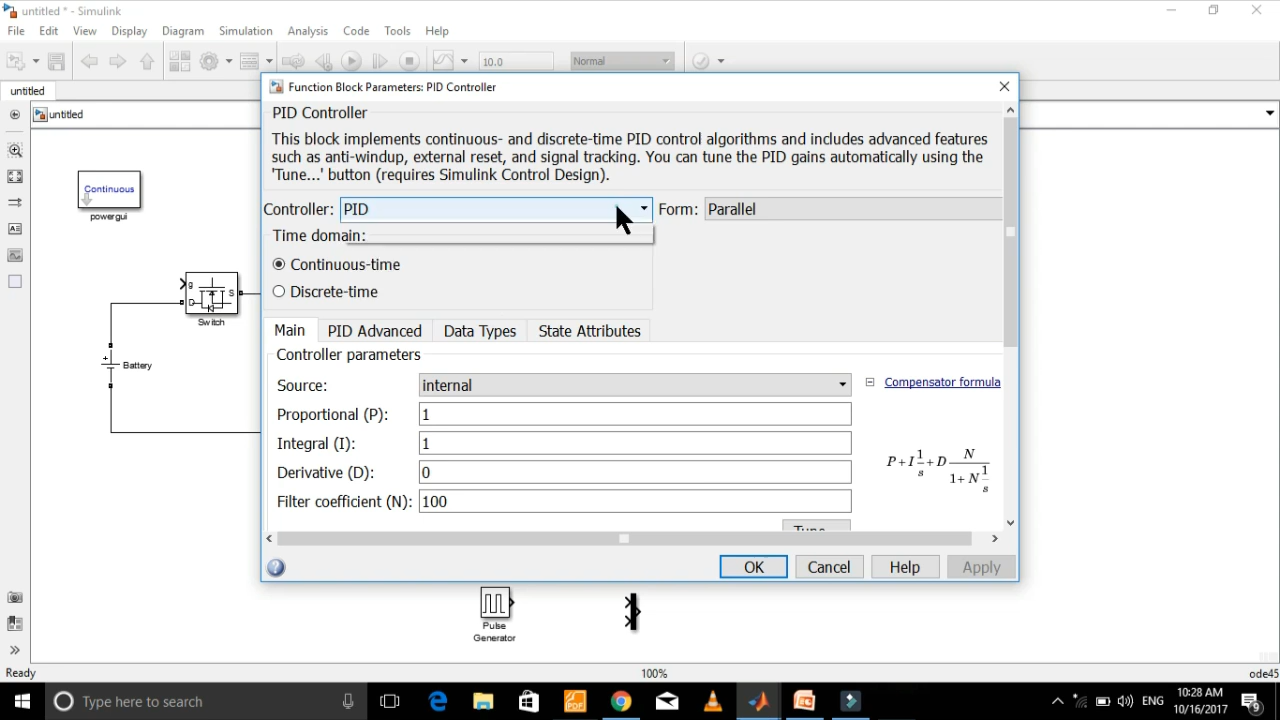 untitled * - Simulink
File Edit View Display Diagram Simulation Analysis Code Tools Help
10.0 Normal
untitled
untitled
Continuous
powergui
g
D
S
Switch
+
Battery
Function Block Parameters: PID Controller
PID Controller
This block implements continuous- and discrete-time PID control algorithms and includes advanced features
such as anti-windup, external reset, and signal tracking. You can tune the PID gains automatically using the
'Tune...' button (requires Simulink Control Design).
Controller: PID Form: Parallel
Time domain:
Continuous-time
Discrete-time
Main PID Advanced Data Types State Attributes
Controller parameters
Source: internal Compensator formula
Proportional (P): 1
Integral (I): 1
Derivative (D): 0
Filter coefficient (N): 100
P+I 1/s +D N/(1+N 1/s)
Tune...
OK Cancel Help Apply
Pulse
Generator
Ready 100% ode45
Type here to search
PDF
ENG
10:28 AM
10/16/2017
9